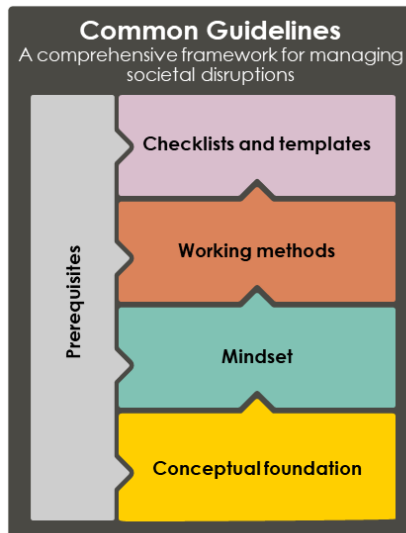 Common Guidelines
A comprehensive framework for managing
societal disruptions
Prerequisites
Checklists and templates
Working methods
Mindset
Conceptual foundation